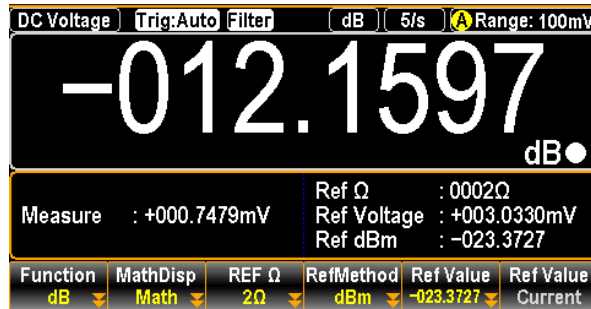 DC Voltage Trig:Auto Filter dB 5/s A Range: 100mV
−012.1597
dB
Measure : +000.7479mV
Ref Ω : 0002Ω
Ref Voltage : +003.0330mV
Ref dBm : −023.3727
Function MathDisp REF Ω RefMethod Ref Value Ref Value
dB Math 2Ω dBm −023.3727 Current